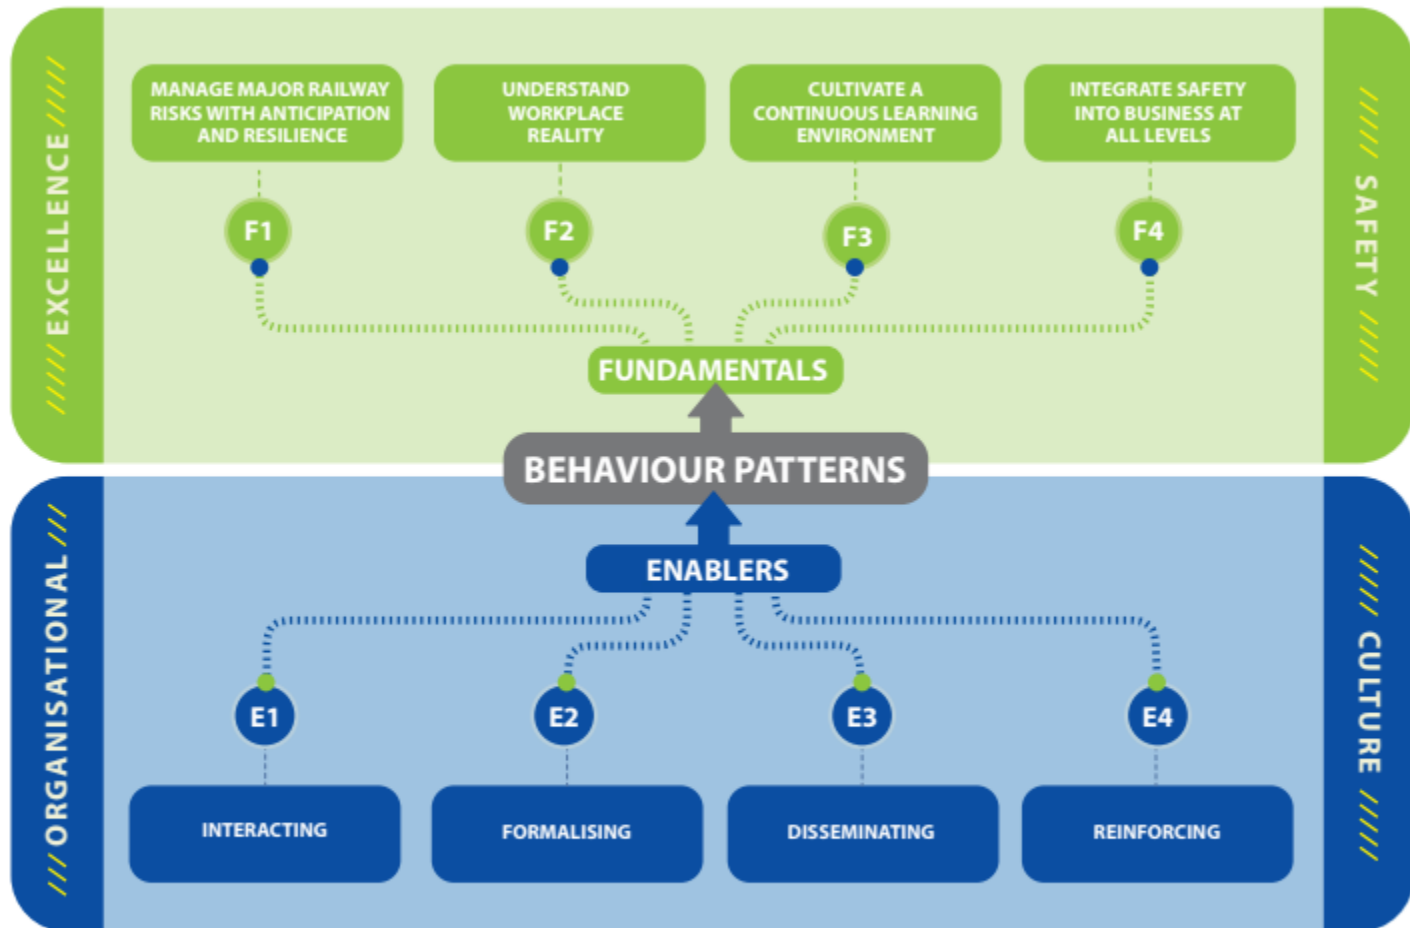 EXCELLENCE
SAFETY
MANAGE MAJOR RAILWAY
RISKS WITH ANTICIPATION
AND RESILIENCE
UNDERSTAND
WORKPLACE
REALITY
CULTIVATE A
CONTINUOUS LEARNING
ENVIRONMENT
INTEGRATE SAFETY
INTO BUSINESS AT
ALL LEVELS
F1
F2
F3
F4
FUNDAMENTALS
BEHAVIOUR PATTERNS
ENABLERS
ORGANISATIONAL
CULTURE
E1
E2
E3
E4
INTERACTING
FORMALISING
DISSEMINATING
REINFORCING